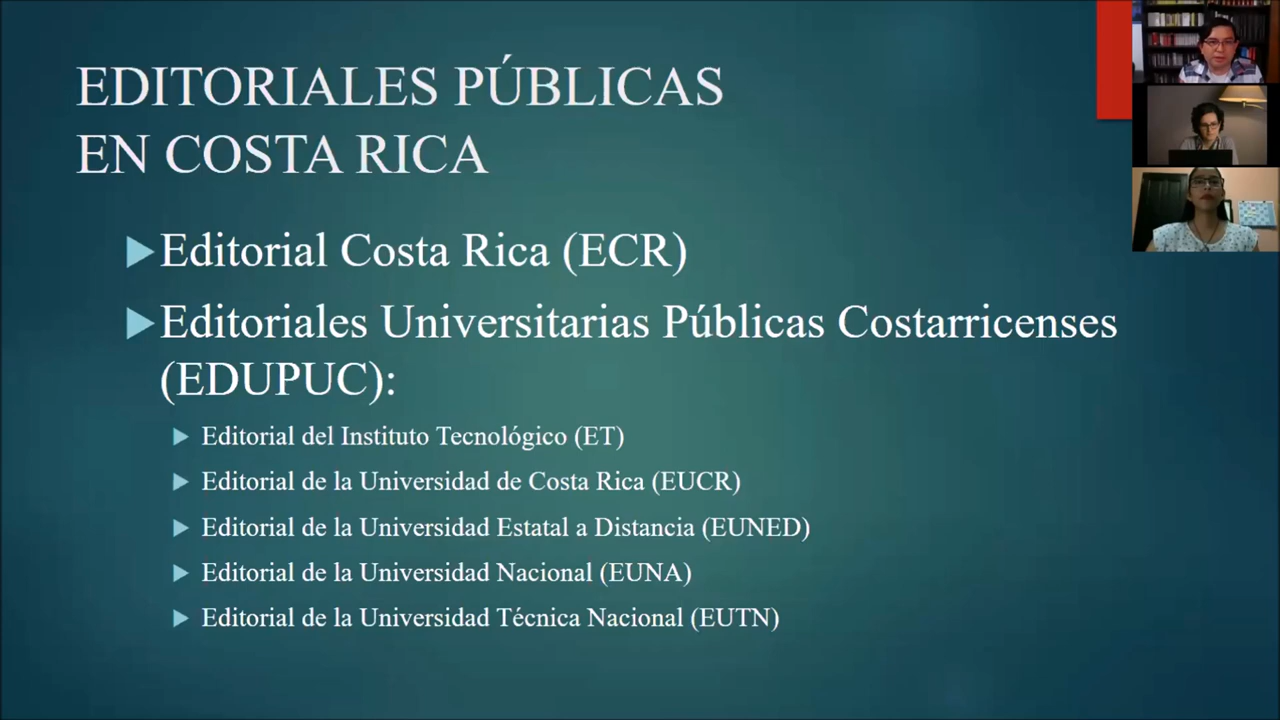 EDITORIALES PÚBLICAS
EN COSTA RICA
Editorial Costa Rica (ECR)
Editoriales Universitarias Públicas Costarricenses
(EDUPUC):
Editorial del Instituto Tecnológico (ET)
Editorial de la Universidad de Costa Rica (EUCR)
Editorial de la Universidad Estatal a Distancia (EUNED)
Editorial de la Universidad Nacional (EUNA)
Editorial de la Universidad Técnica Nacional (EUTN)